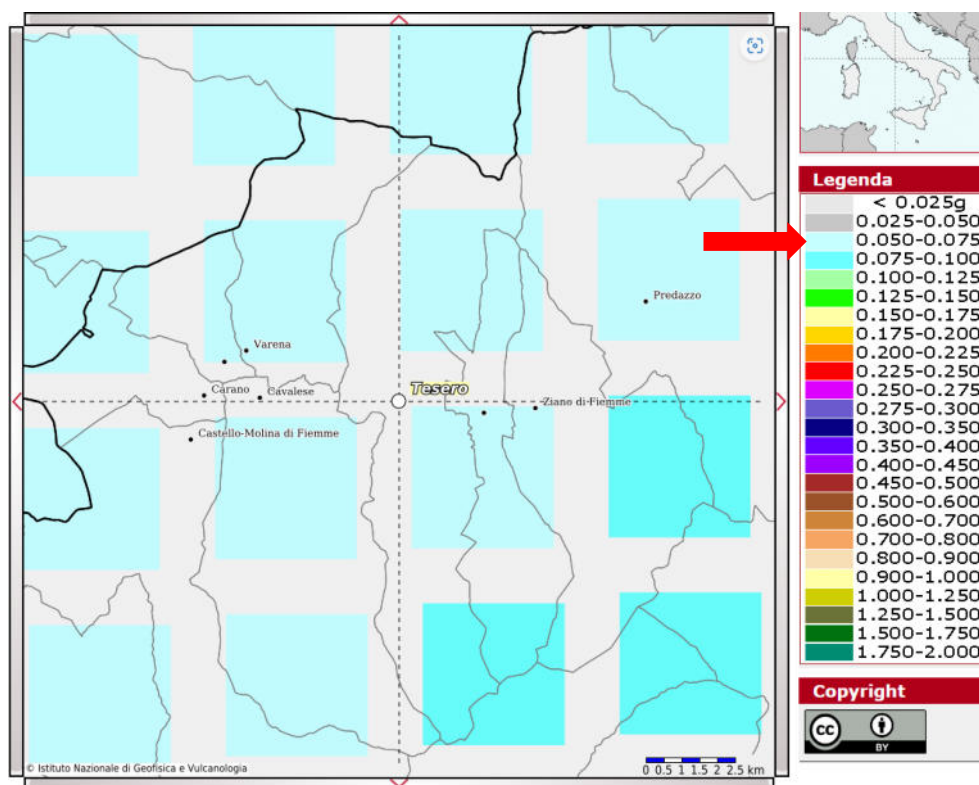 Varena
Carano
Cavalese
Castello-Molina di Fiemme
Tesero
Ziano di Fiemme
Predazzo
© Istituto Nazionale di Geofisica e Vulcanologia
0 0.5 1 1.5 2 2.5 km
Legenda
< 0.025g
0.025-0.050
0.050-0.075
0.075-0.100
0.100-0.125
0.125-0.150
0.150-0.175
0.175-0.200
0.200-0.225
0.225-0.250
0.250-0.275
0.275-0.300
0.300-0.350
0.350-0.400
0.400-0.450
0.450-0.500
0.500-0.600
0.600-0.700
0.700-0.800
0.800-0.900
0.900-1.000
1.000-1.250
1.250-1.500
1.500-1.750
1.750-2.000
Copyright
cc
BY